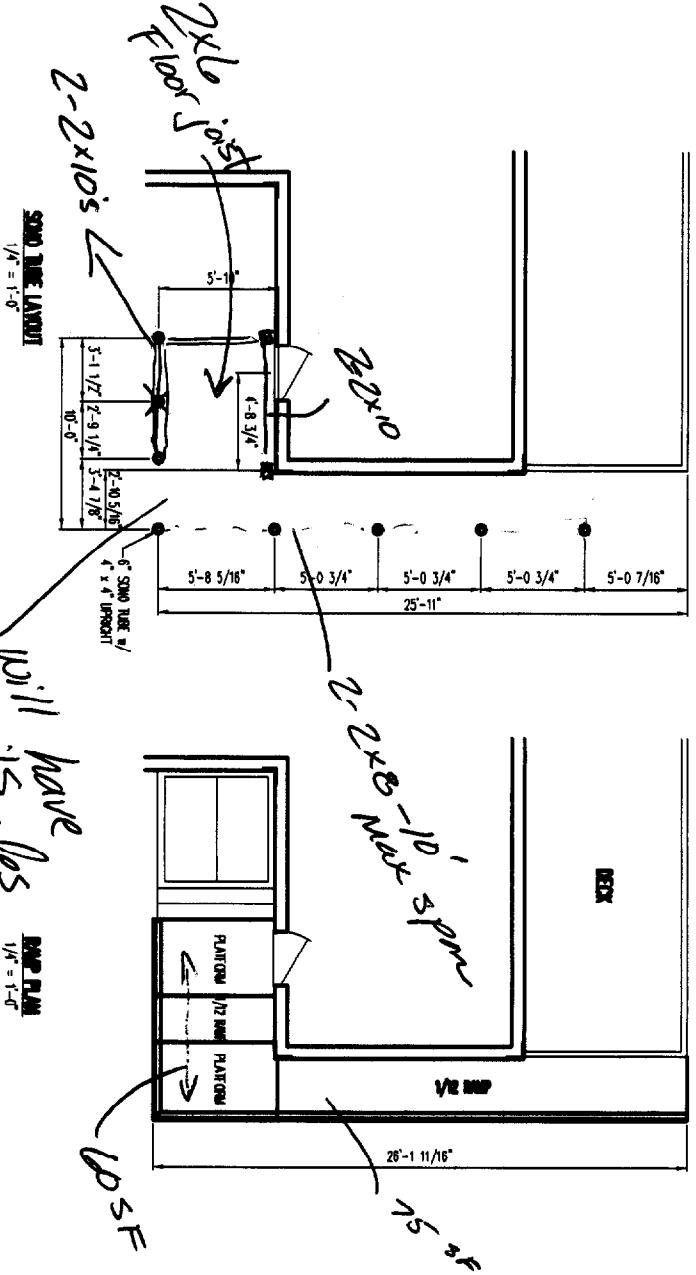 2x6
Floor joist
2-2x10's
SONO TUBE LAYOUT
1/4" = 1'-0"
5'-10"
3'-1 1/2"
2'-9 1/4"
3'-4 7/8"
2'-10 5/16"
10'-0"
4'-8 3/4"
2-2x10
6" SONO TUBE w/
4" x 4" UPRIGHT
5'-8 5/16"
5'-0 3/4"
5'-0 3/4"
5'-0 3/4"
5'-0 7/16"
25'-11"
2-2x8-10'
Max span
will have
RAMP PLAN
1/4" = 1'-0"
DECK
PLATFORM
1/12 RAMP
PLATFORM
1/12 RAMP
26'-1 11/16"
60 SF
75 SF